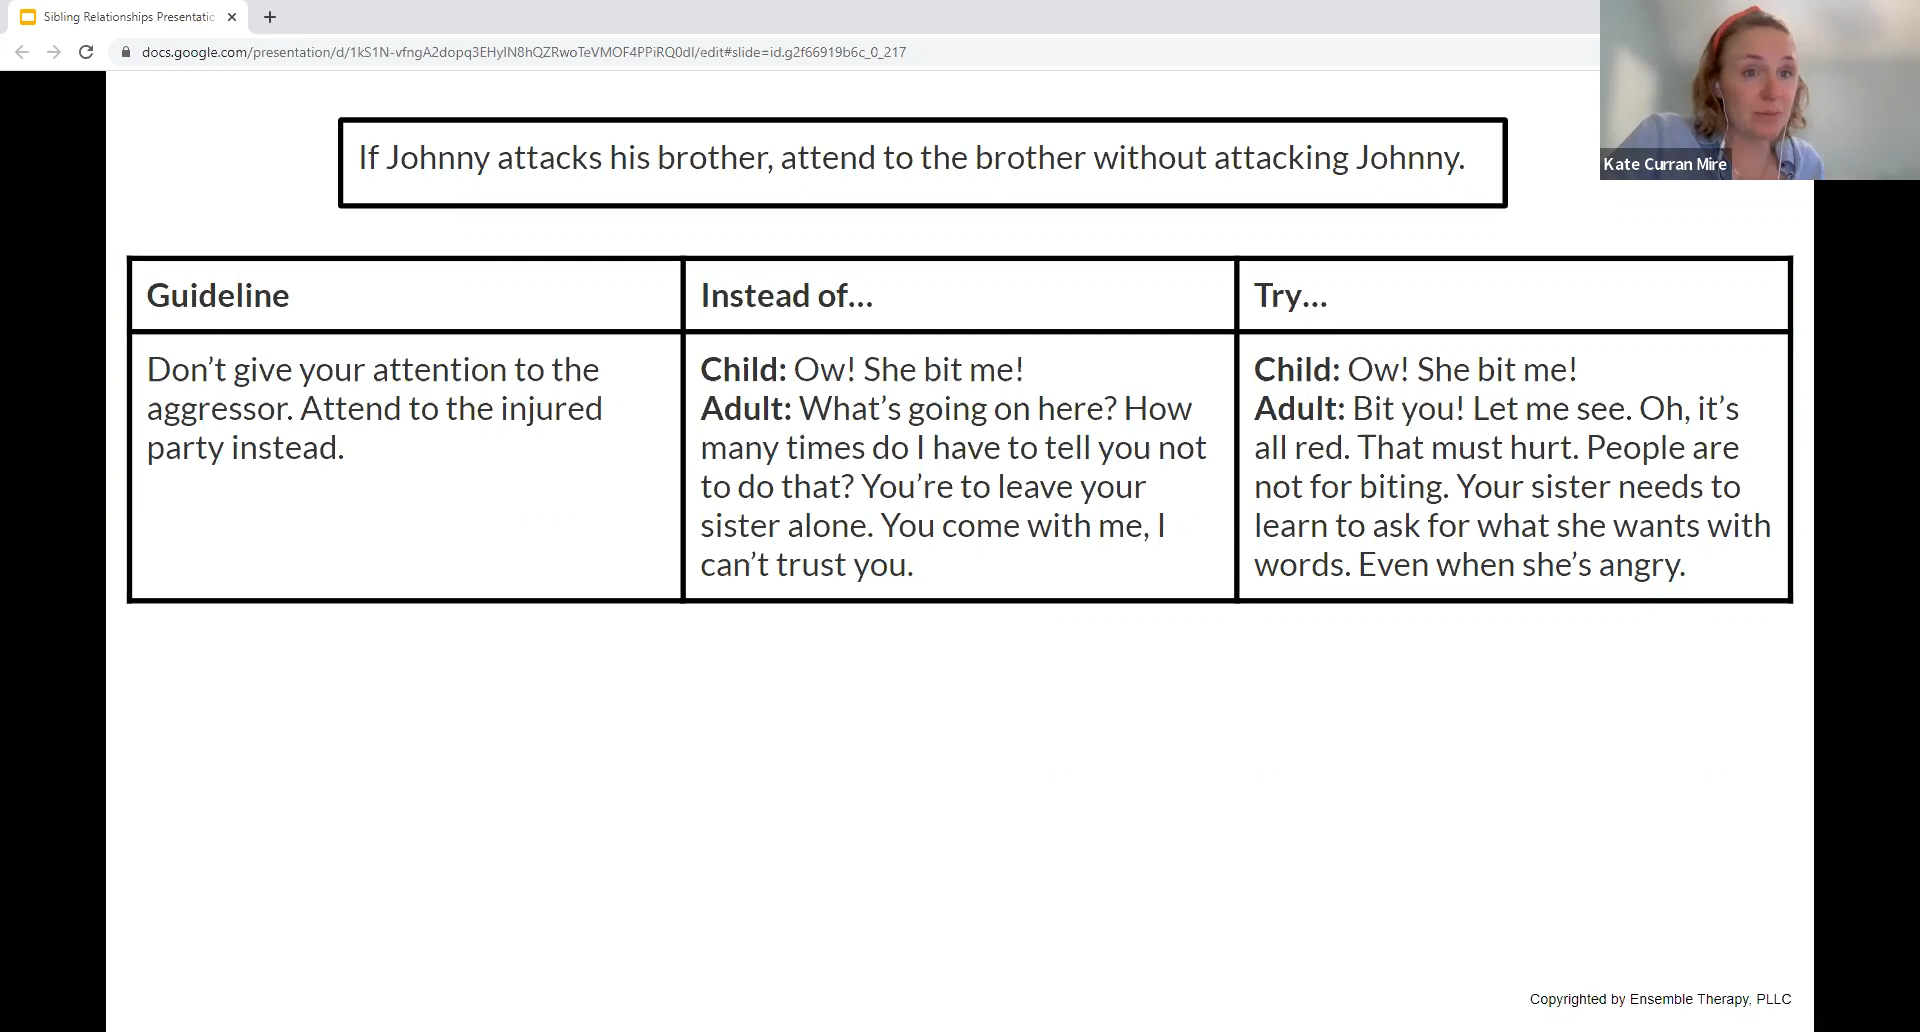 Sibling Relationships Presentatic
docs.google.com/presentation/d/1kS1N-vfngA2dopq3EHyIN8hQZRwoTeVMOF4PPiRQ0dI/edit#slide=id.g2f66919b6c_0_217
Kate Curran Mire
If Johnny attacks his brother, attend to the brother without attacking Johnny.
Guideline
Instead of...
Try...
Don’t give your attention to the
aggressor. Attend to the injured
party instead.
Child: Ow! She bit me!
Adult: What’s going on here? How
many times do I have to tell you not
to do that? You’re to leave your
sister alone. You come with me, I
can’t trust you.
Child: Ow! She bit me!
Adult: Bit you! Let me see. Oh, it’s
all red. That must hurt. People are
not for biting. Your sister needs to
learn to ask for what she wants with
words. Even when she’s angry.
Copyrighted by Ensemble Therapy, PLLC